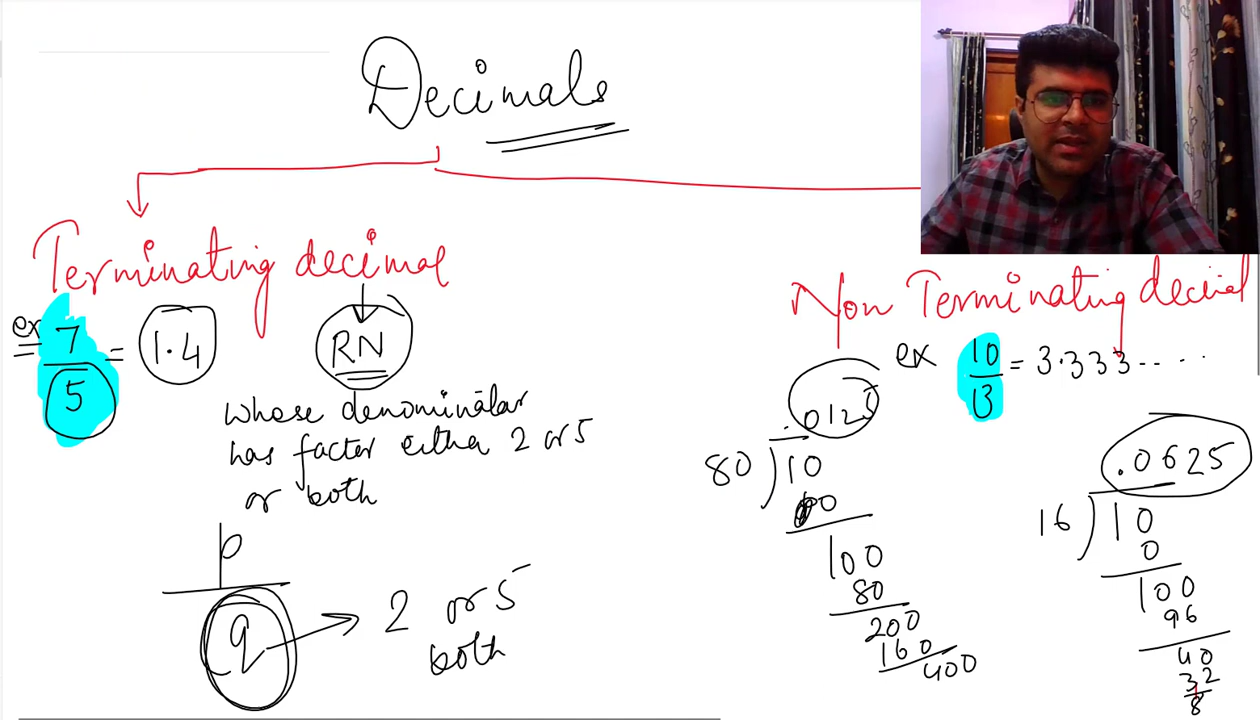 Decimals
Terminating decimal
ex 7/5 = 1.4
RN
whose denominator
has factor either 2 or 5
or both
p/q → 2 or 5
both
Non Terminating decimal
ex 10/13 = 3.333.....
.0125
80)10
00
100
80
200
160
400
.0625
16)10
0
100
96
40
32
8